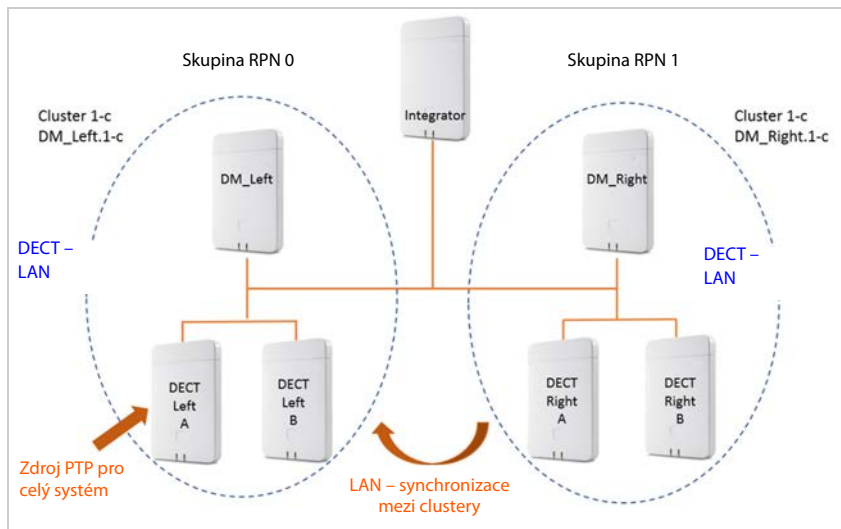 Skupina RPN 0
Skupina RPN 1
Integrator
Cluster 1-c
DM_Left.1-c
Cluster 1-c
DM_Right.1-c
DM_Left
DM_Right
DECT –
LAN
DECT –
LAN
DECT
Left
A
DECT
Left
B
DECT
Right
A
DECT
Right
B
Zdroj PTP pro
celý systém
LAN – synchronizace
mezi clustery